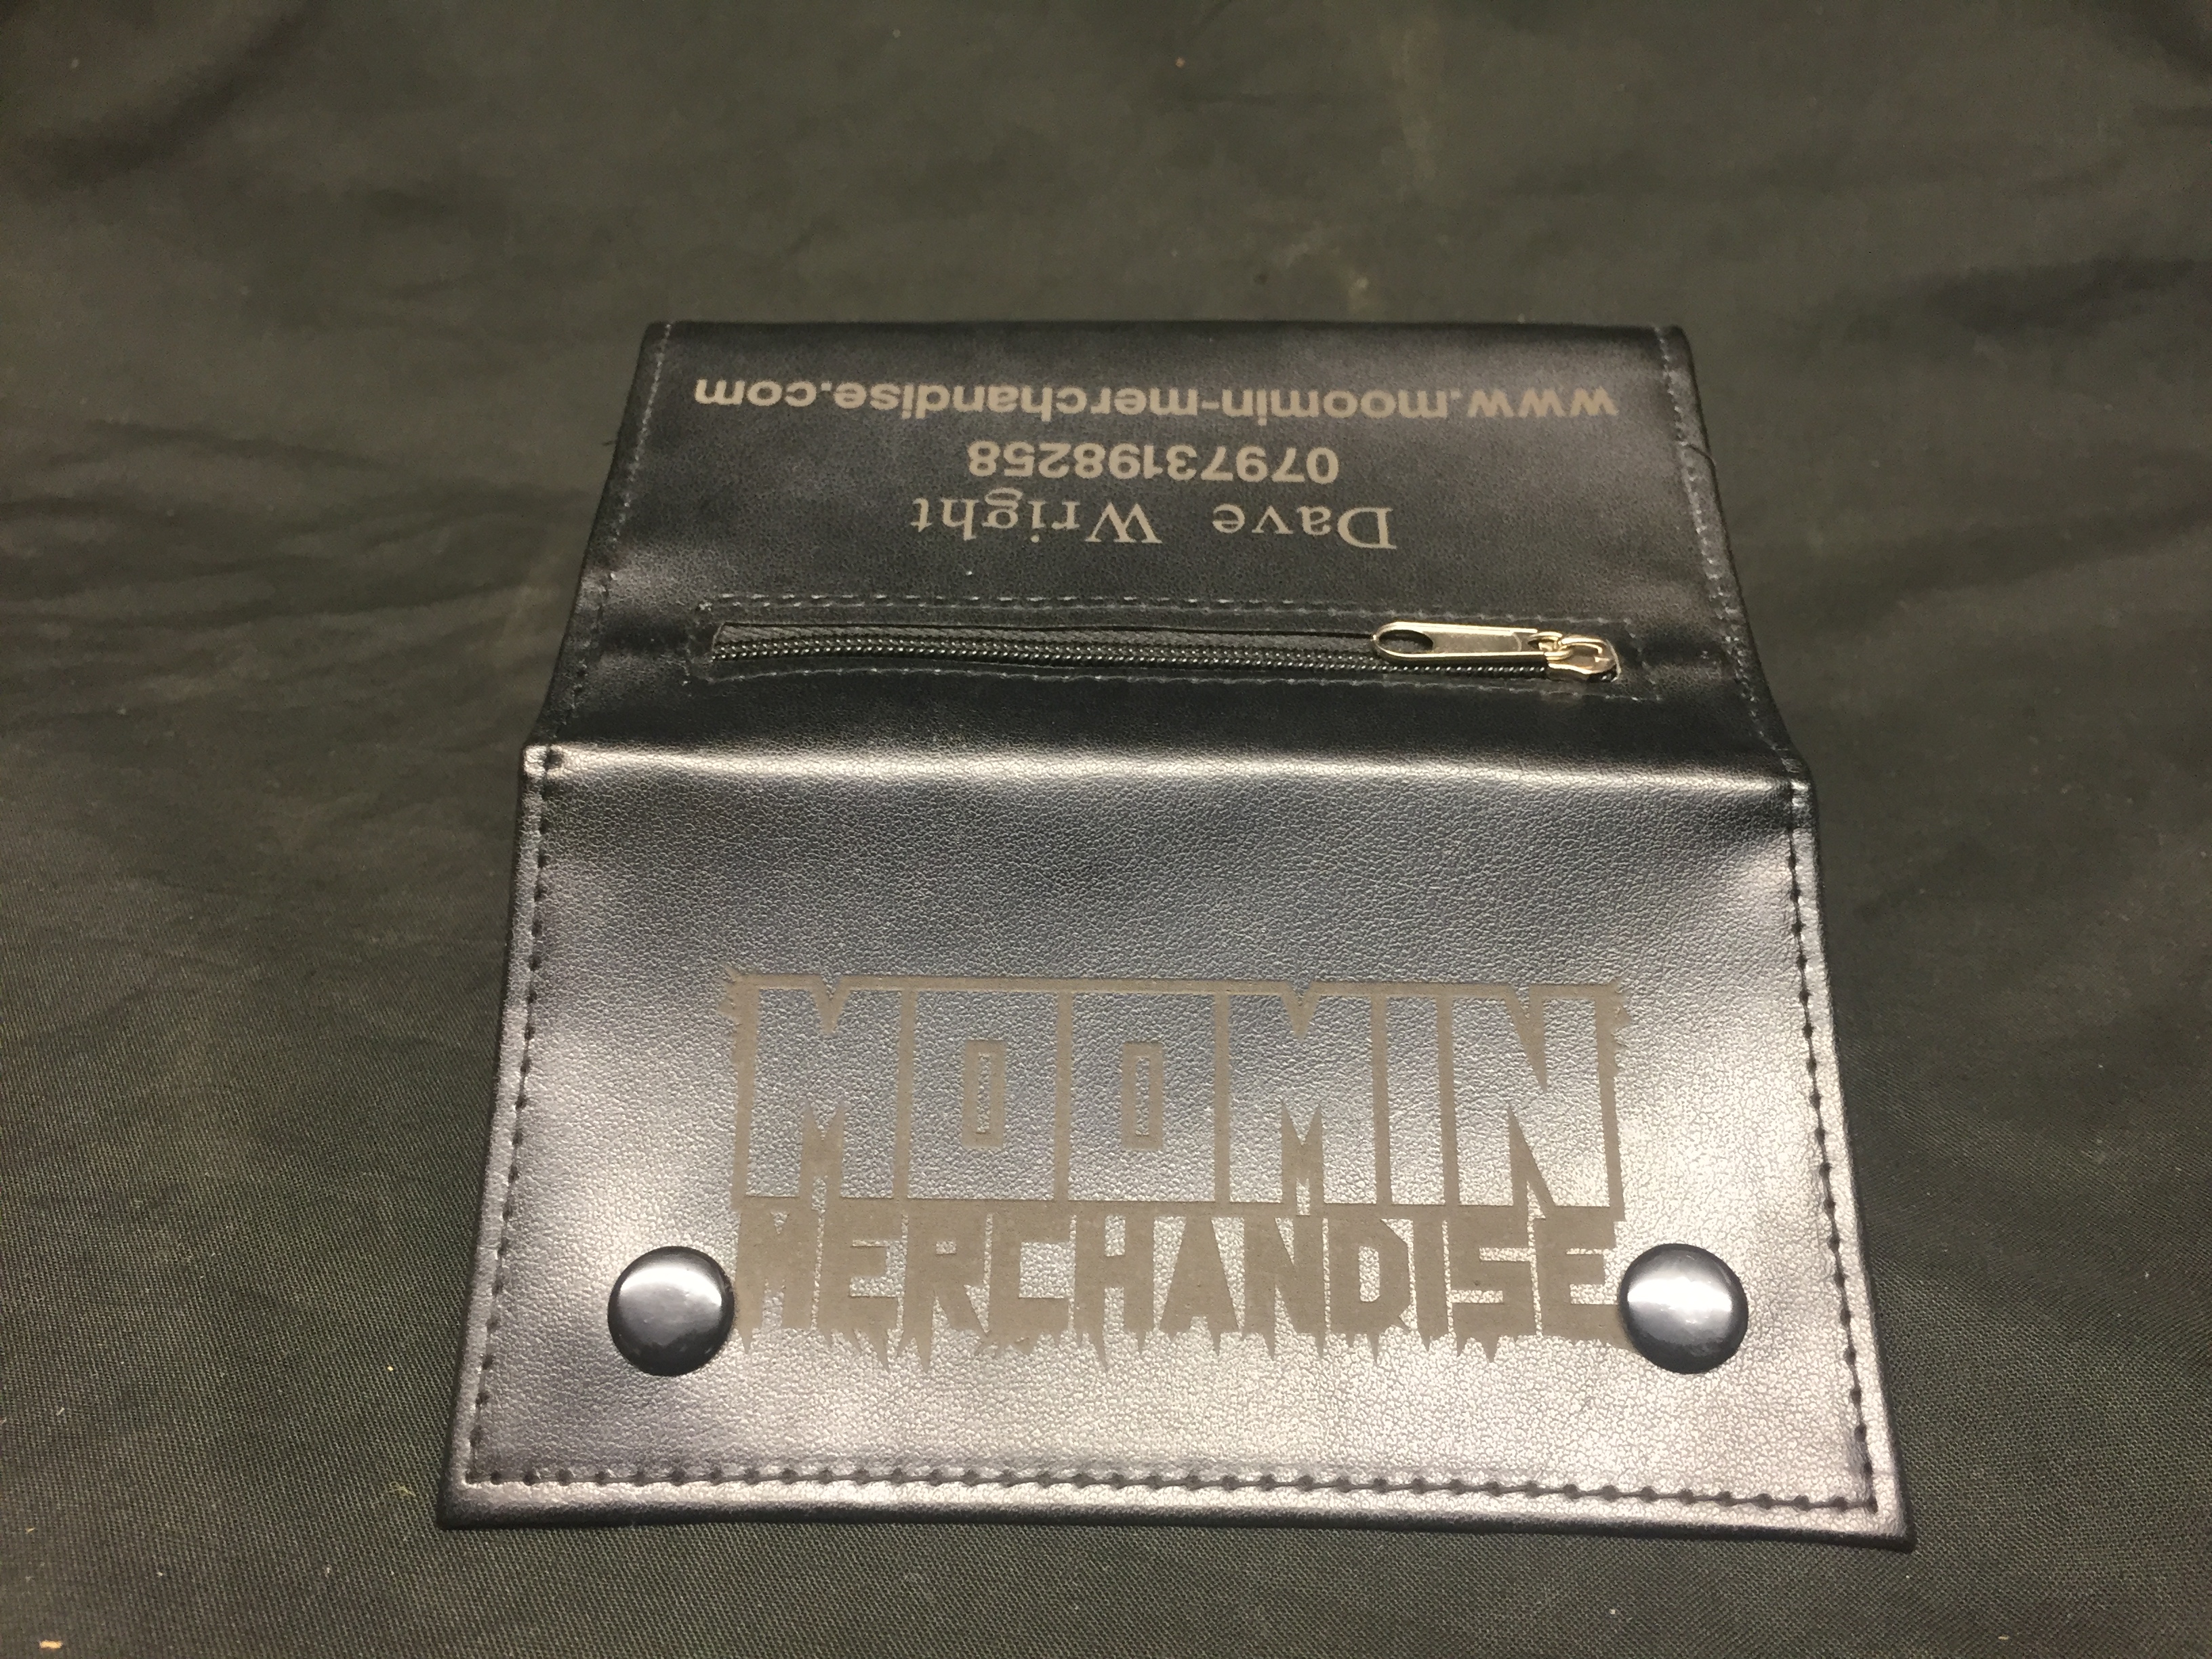 Dave Wright
07973198258
www.moomin-merchandise.com
MOOMIN
MERCHANDISE